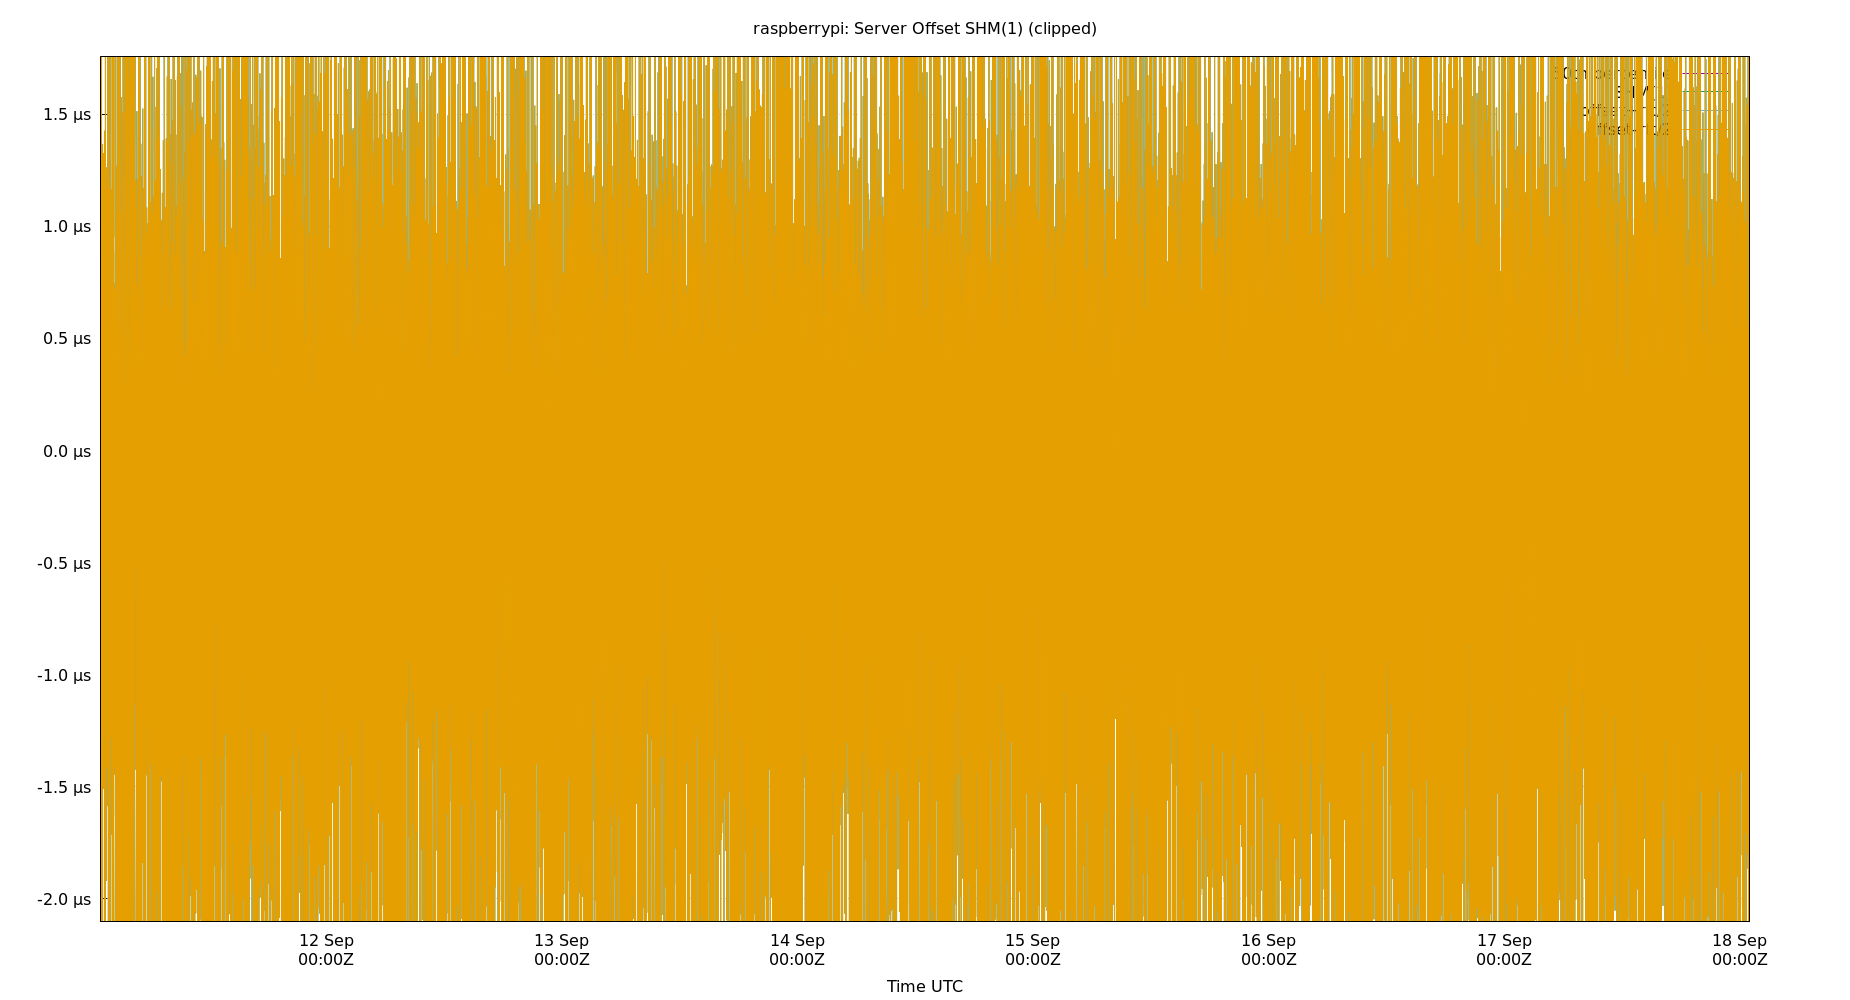 raspberrypi: Server Offset SHM(1) (clipped)
1.5 µs
1.0 µs
0.5 µs
0.0 µs
-0.5 µs
-1.0 µs
-1.5 µs
-2.0 µs
12 Sep
00:00Z
13 Sep
00:00Z
14 Sep
00:00Z
15 Sep
00:00Z
16 Sep
00:00Z
17 Sep
00:00Z
18 Sep
00:00Z
Time UTC